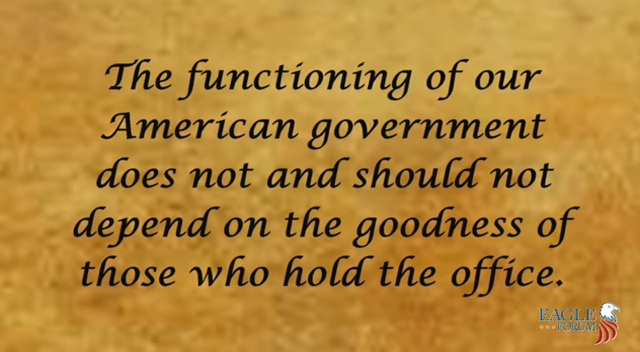 The functioning of our
American government
does not and should not
depend on the goodness of
those who hold the office.
EAGLE
FORUM